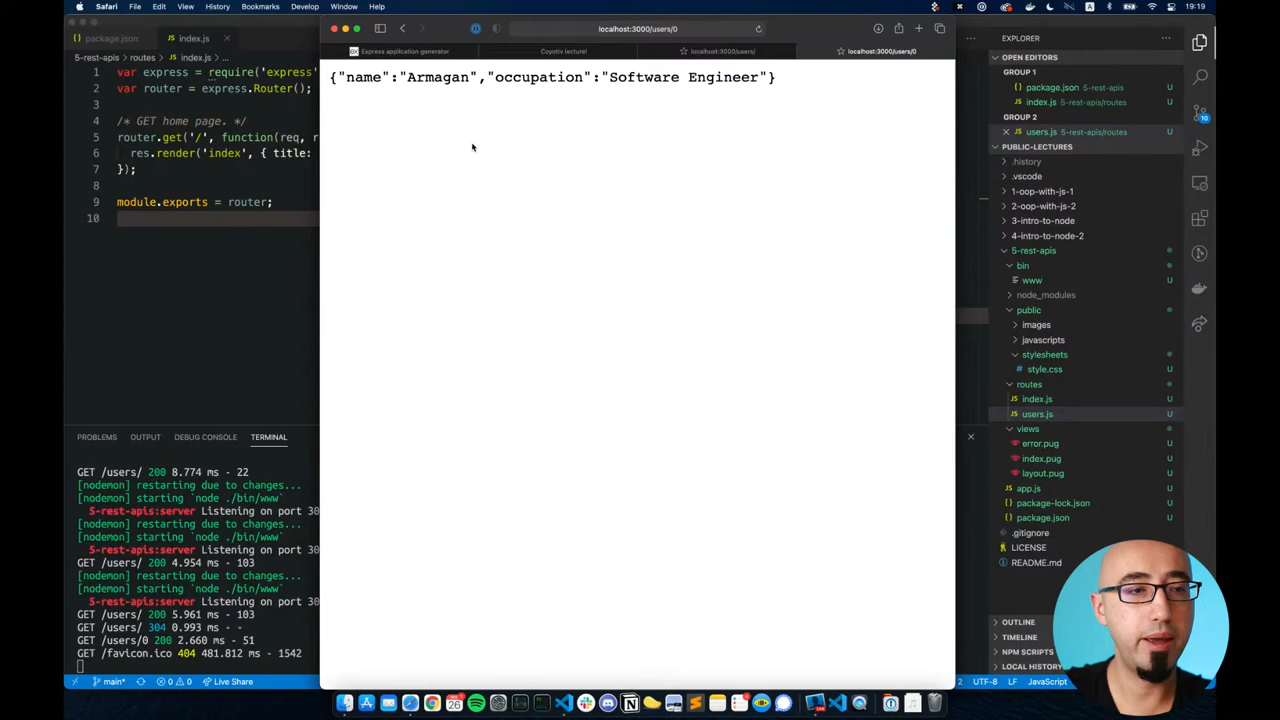 Safari File Edit View History Bookmarks Develop Window Help 19:19
package.json JS index.js
5-rest-apis routes JS index.js ...
1 var express = require('express'
2 var router = express.Router();
3
4 /* GET home page. */
5 router.get('/', function(req, r
6 res.render('index', { title:
7 });
8
9 module.exports = router;
10
localhost:3000/users/0
Express application generator
Coyotiv lecture!
localhost:3000/users/
localhost:3000/users/0
{"name":"Armagan","occupation":"Software Engineer"}
PROBLEMS OUTPUT DEBUG CONSOLE TERMINAL
GET /users/ 200 8.774 ms - 22
[nodemon] restarting due to changes...
[nodemon] starting `node ./bin/www`
5-rest-apis:server Listening on port 30
[nodemon] restarting due to changes...
[nodemon] starting `node ./bin/www`
5-rest-apis:server Listening on port 30
GET /users/ 200 4.954 ms - 103
[nodemon] restarting due to changes...
[nodemon] starting `node ./bin/www`
5-rest-apis:server Listening on port 30
GET /users/ 200 5.961 ms - 103
GET /users/ 304 0.993 ms - -
GET /users/0 200 2.660 ms - 51
GET /favicon.ico 404 481.812 ms - 1542
EXPLORER
OPEN EDITORS
GROUP 1
package.json 5-rest-apis U
JS index.js 5-rest-apis/routes U
GROUP 2
JS users.js 5-rest-apis/routes U
PUBLIC-LECTURES
.history
.vscode
1-oop-with-js-1
2-oop-with-js-2
3-intro-to-node
4-intro-to-node-2
5-rest-apis
bin
www U
node_modules
public
images
javascripts
stylesheets
# style.css U
routes
JS index.js U
JS users.js U
views
error.pug U
index.pug U
layout.pug U
JS app.js U
package-lock.json U
package.json U
.gitignore
LICENSE
README.md
OUTLINE
TIMELINE
NPM SCRIPTS
LOCAL HISTORY
10
main* 0 0 Live Share
2 UTF-8 LF JavaScript
26